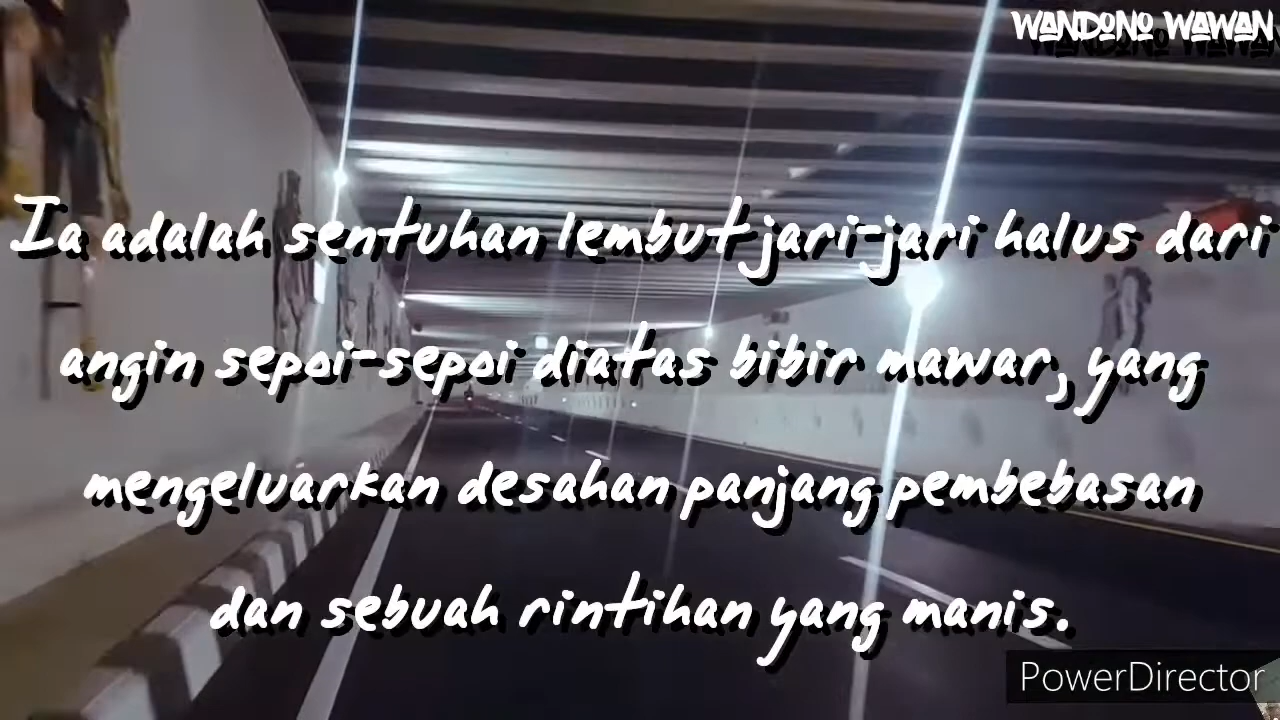 WANDONO WAWAN
Ia adalah sentuhan lembut jari-jari halus dari
angin sepoi-sepoi diatas bibir mawar, yang
mengeluarkan desahan panjang pembebasan
dan sebuah rintihan yang manis.
PowerDirector